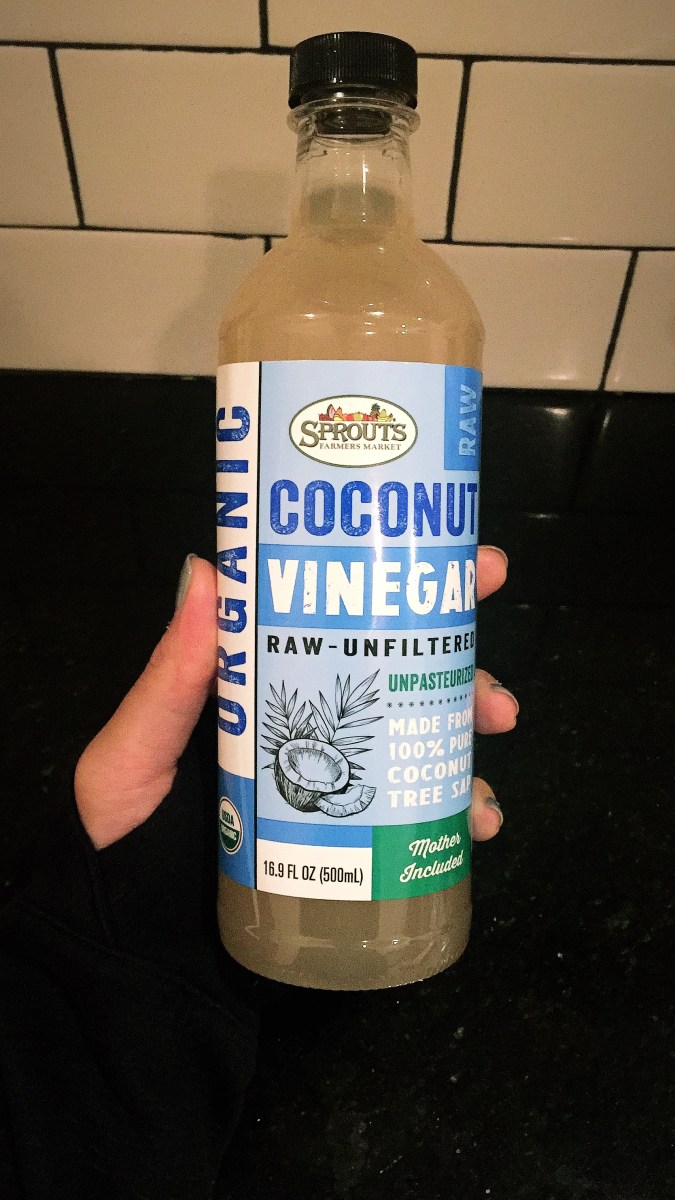 SPROUTS
FARMERS MARKET
RAW
ORGANIC
COCONUT
VINEGAR
RAW-UNFILTERED
UNPASTEURIZED
MADE FROM
100% PURE
COCONUT
TREE SAP
Mother
Included
16.9 FL OZ (500mL)
USDA
ORGANIC